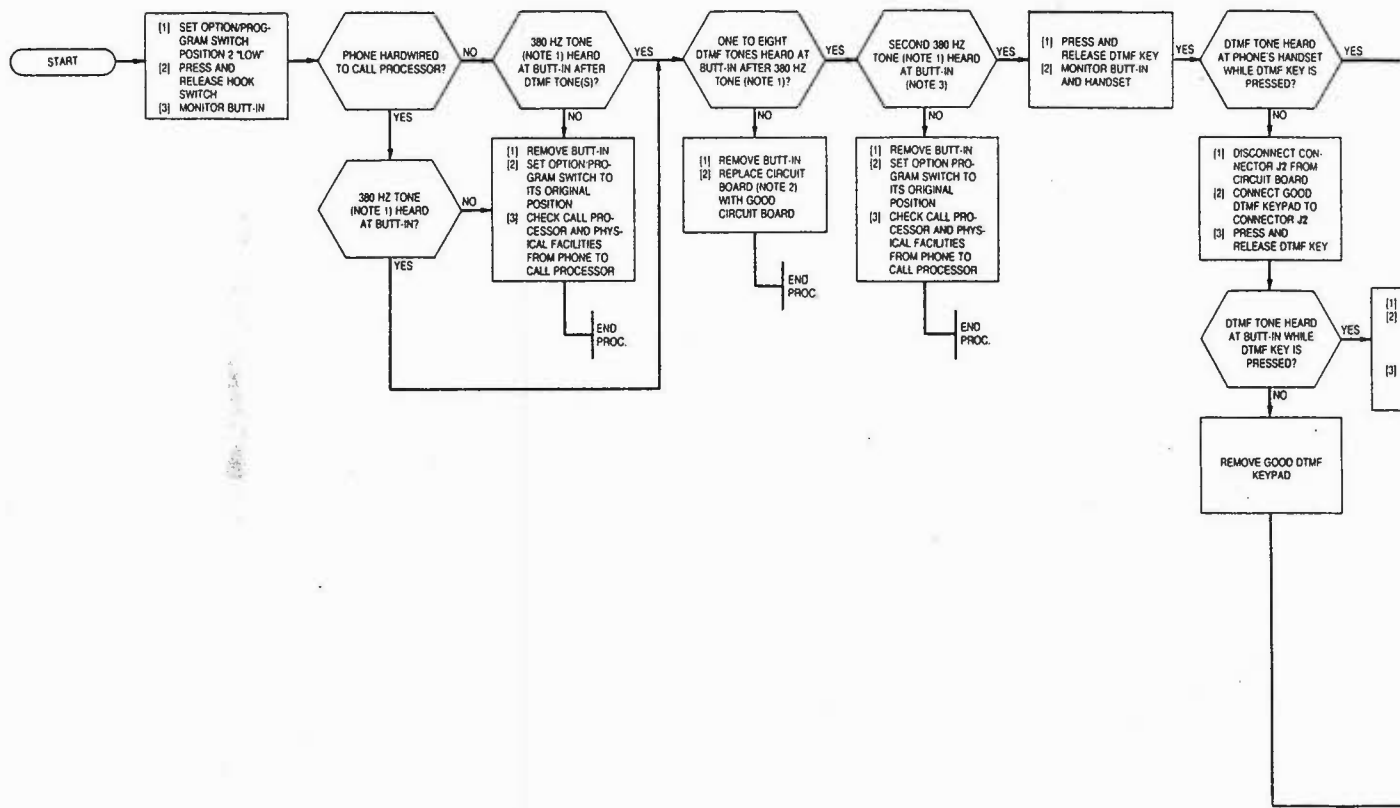 START
[1] SET OPTION/PROG-
GRAM SWITCH
POSITION 2 "LOW"
[2] PRESS AND
RELEASE HOOK
SWITCH
[3] MONITOR BUTT-IN
PHONE HARDWIRED
TO CALL PROCESSOR?
NO
YES
380 HZ TONE
(NOTE 1) HEARD
AT BUTT-IN?
NO
YES
380 HZ TONE
(NOTE 1) HEARD
AT BUTT-IN AFTER
DTMF TONE(S)?
YES
NO
[1] REMOVE BUTT-IN
[2] SET OPTION/PRO-
GRAM SWITCH TO
ITS ORIGINAL
POSITION
[3] CHECK CALL PRO-
CESSOR AND PHYS-
ICAL FACILITIES
FROM PHONE TO
CALL PROCESSOR
END
PROC.
ONE TO EIGHT
DTMF TONES HEARD AT
BUTT-IN AFTER 380 HZ
TONE (NOTE 1)?
YES
NO
[1] REMOVE BUTT-IN
[2] REPLACE CIRCUIT
BOARD (NOTE 2)
WITH GOOD
CIRCUIT BOARD
END
PROC.
SECOND 380 HZ
TONE (NOTE 1) HEARD
AT BUTT-IN
(NOTE 3)
YES
NO
[1] REMOVE BUTT-IN
[2] SET OPTION PRO-
GRAM SWITCH TO
ITS ORIGINAL
POSITION
[3] CHECK CALL PRO-
CESSOR AND PHYS-
ICAL FACILITIES
FROM PHONE TO
CALL PROCESSOR
END
PROC.
[1] PRESS AND
RELEASE DTMF KEY
[2] MONITOR BUTT-IN
AND HANDSET
YES
DTMF TONE HEARD
AT PHONE'S HANDSET
WHILE DTMF KEY IS
PRESSED?
YES
NO
[1] DISCONNECT CON-
NECTOR J2 FROM
CIRCUIT BOARD
[2] CONNECT GOOD
DTMF KEYPAD TO
CONNECTOR J2
[3] PRESS AND
RELEASE DTMF KEY
DTMF TONE HEARD
AT BUTT-IN WHILE
DTMF KEY IS
PRESSED?
YES
NO
[1]
[2]
[3]
REMOVE GOOD DTMF
KEYPAD